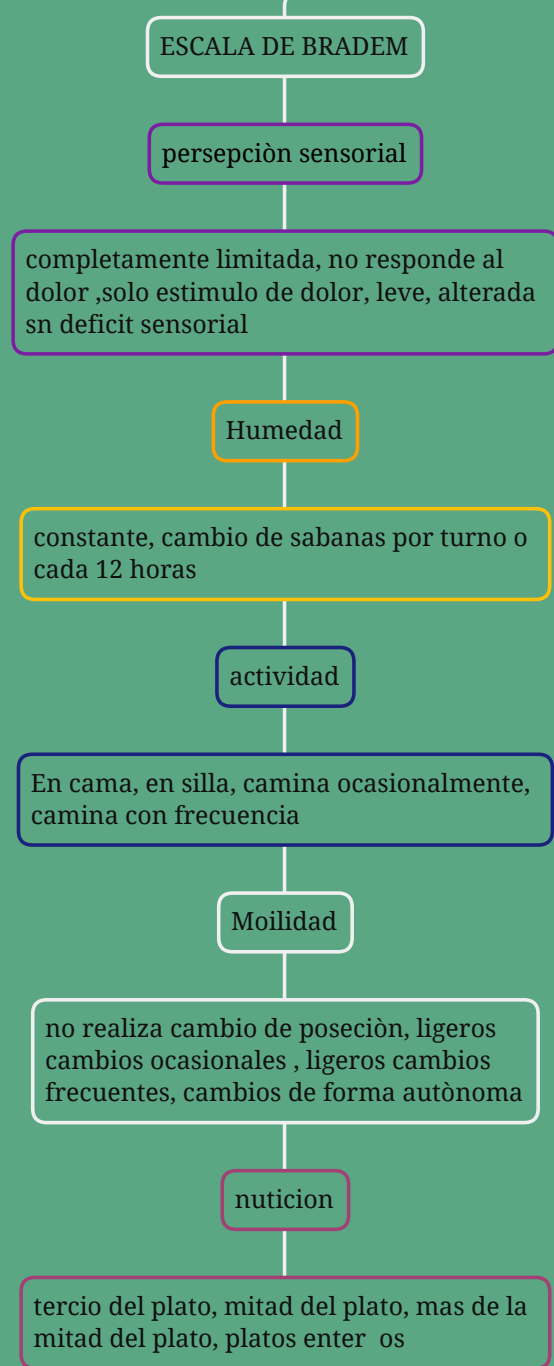 ESCALA DE BRADEM
persepciòn sensorial
completamente limitada, no responde al
dolor ,solo estimulo de dolor, leve, alterada
sn deficit sensorial
Humedad
constante, cambio de sabanas por turno o
cada 12 horas
actividad
En cama, en silla, camina ocasionalmente,
camina con frecuencia
Moilidad
no realiza cambio de poseciòn, ligeros
cambios ocasionales , ligeros cambios
frecuentes, cambios de forma autònoma
nuticion
tercio del plato, mitad del plato, mas de la
mitad del plato, platos enter  os